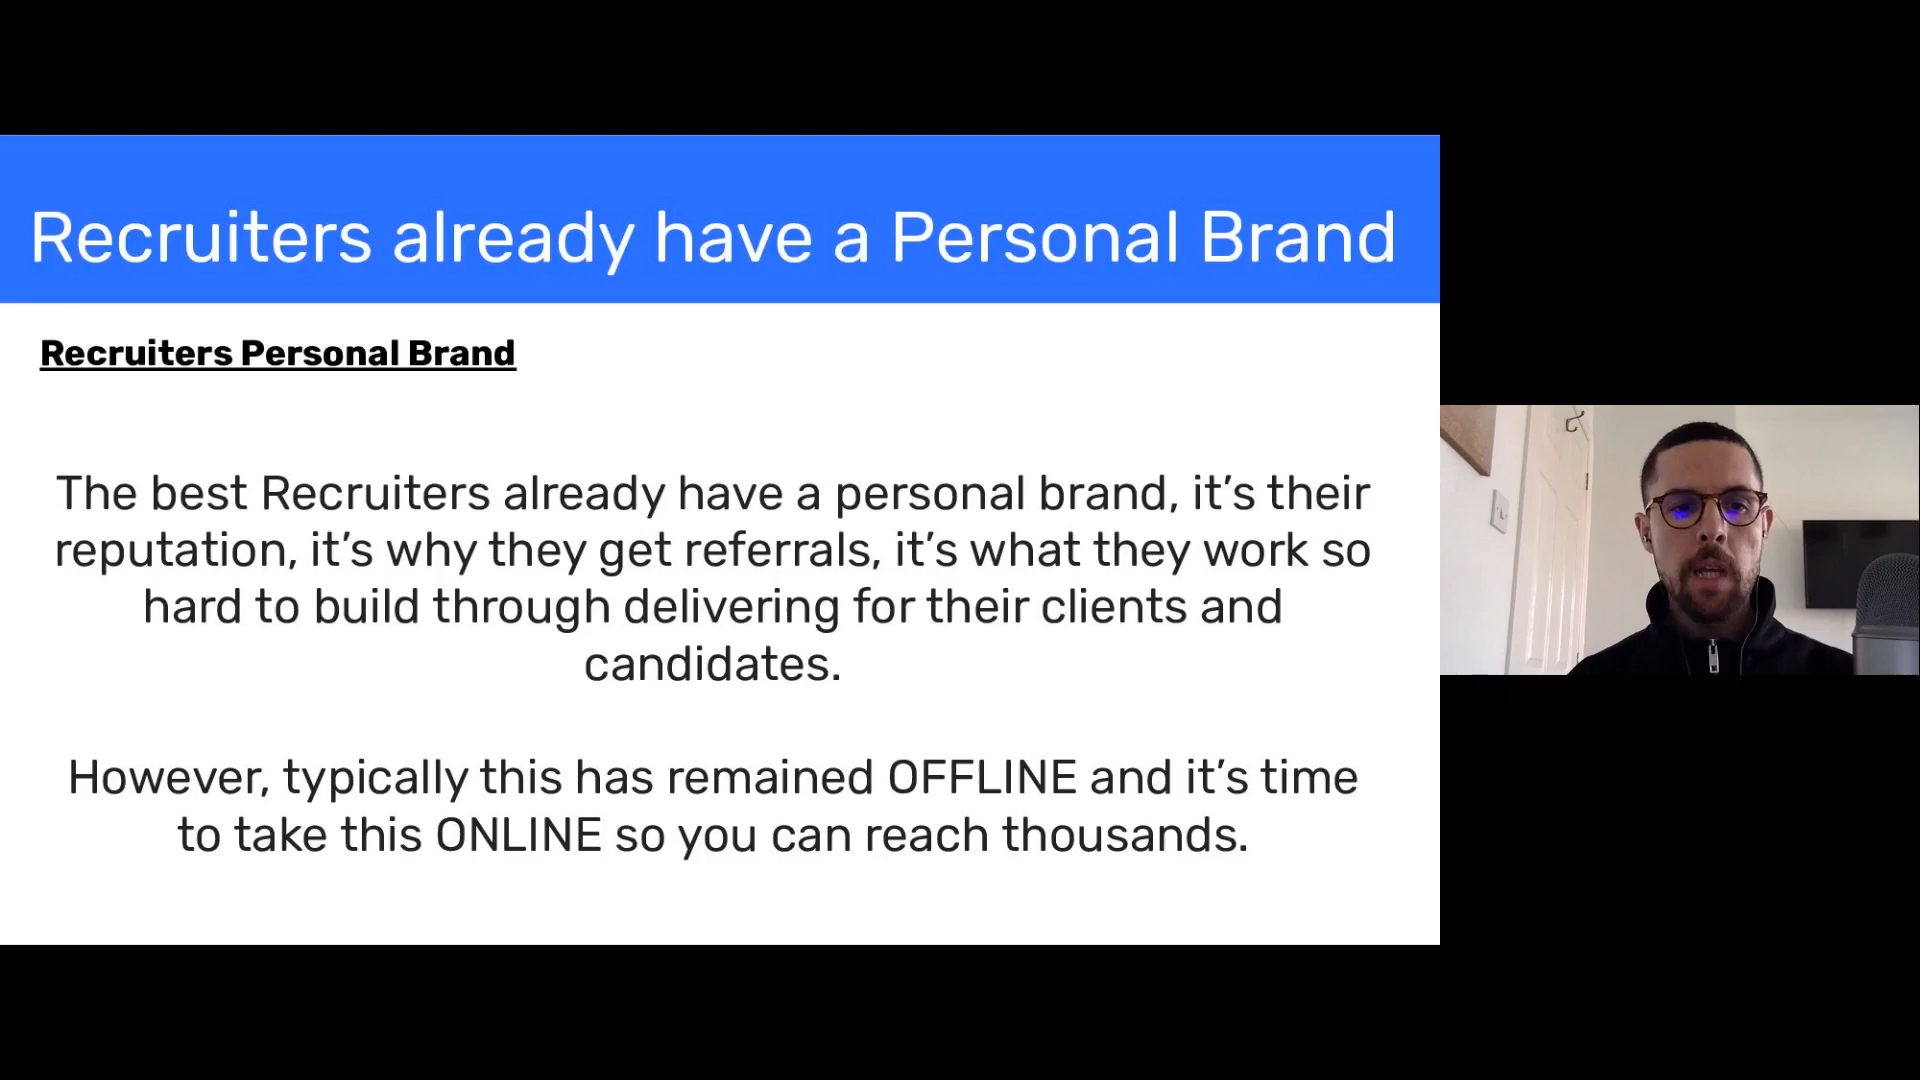 Recruiters already have a Personal Brand
Recruiters Personal Brand
The best Recruiters already have a personal brand, it’s their
reputation, it’s why they get referrals, it’s what they work so
hard to build through delivering for their clients and
candidates.
However, typically this has remained OFFLINE and it’s time
to take this ONLINE so you can reach thousands.